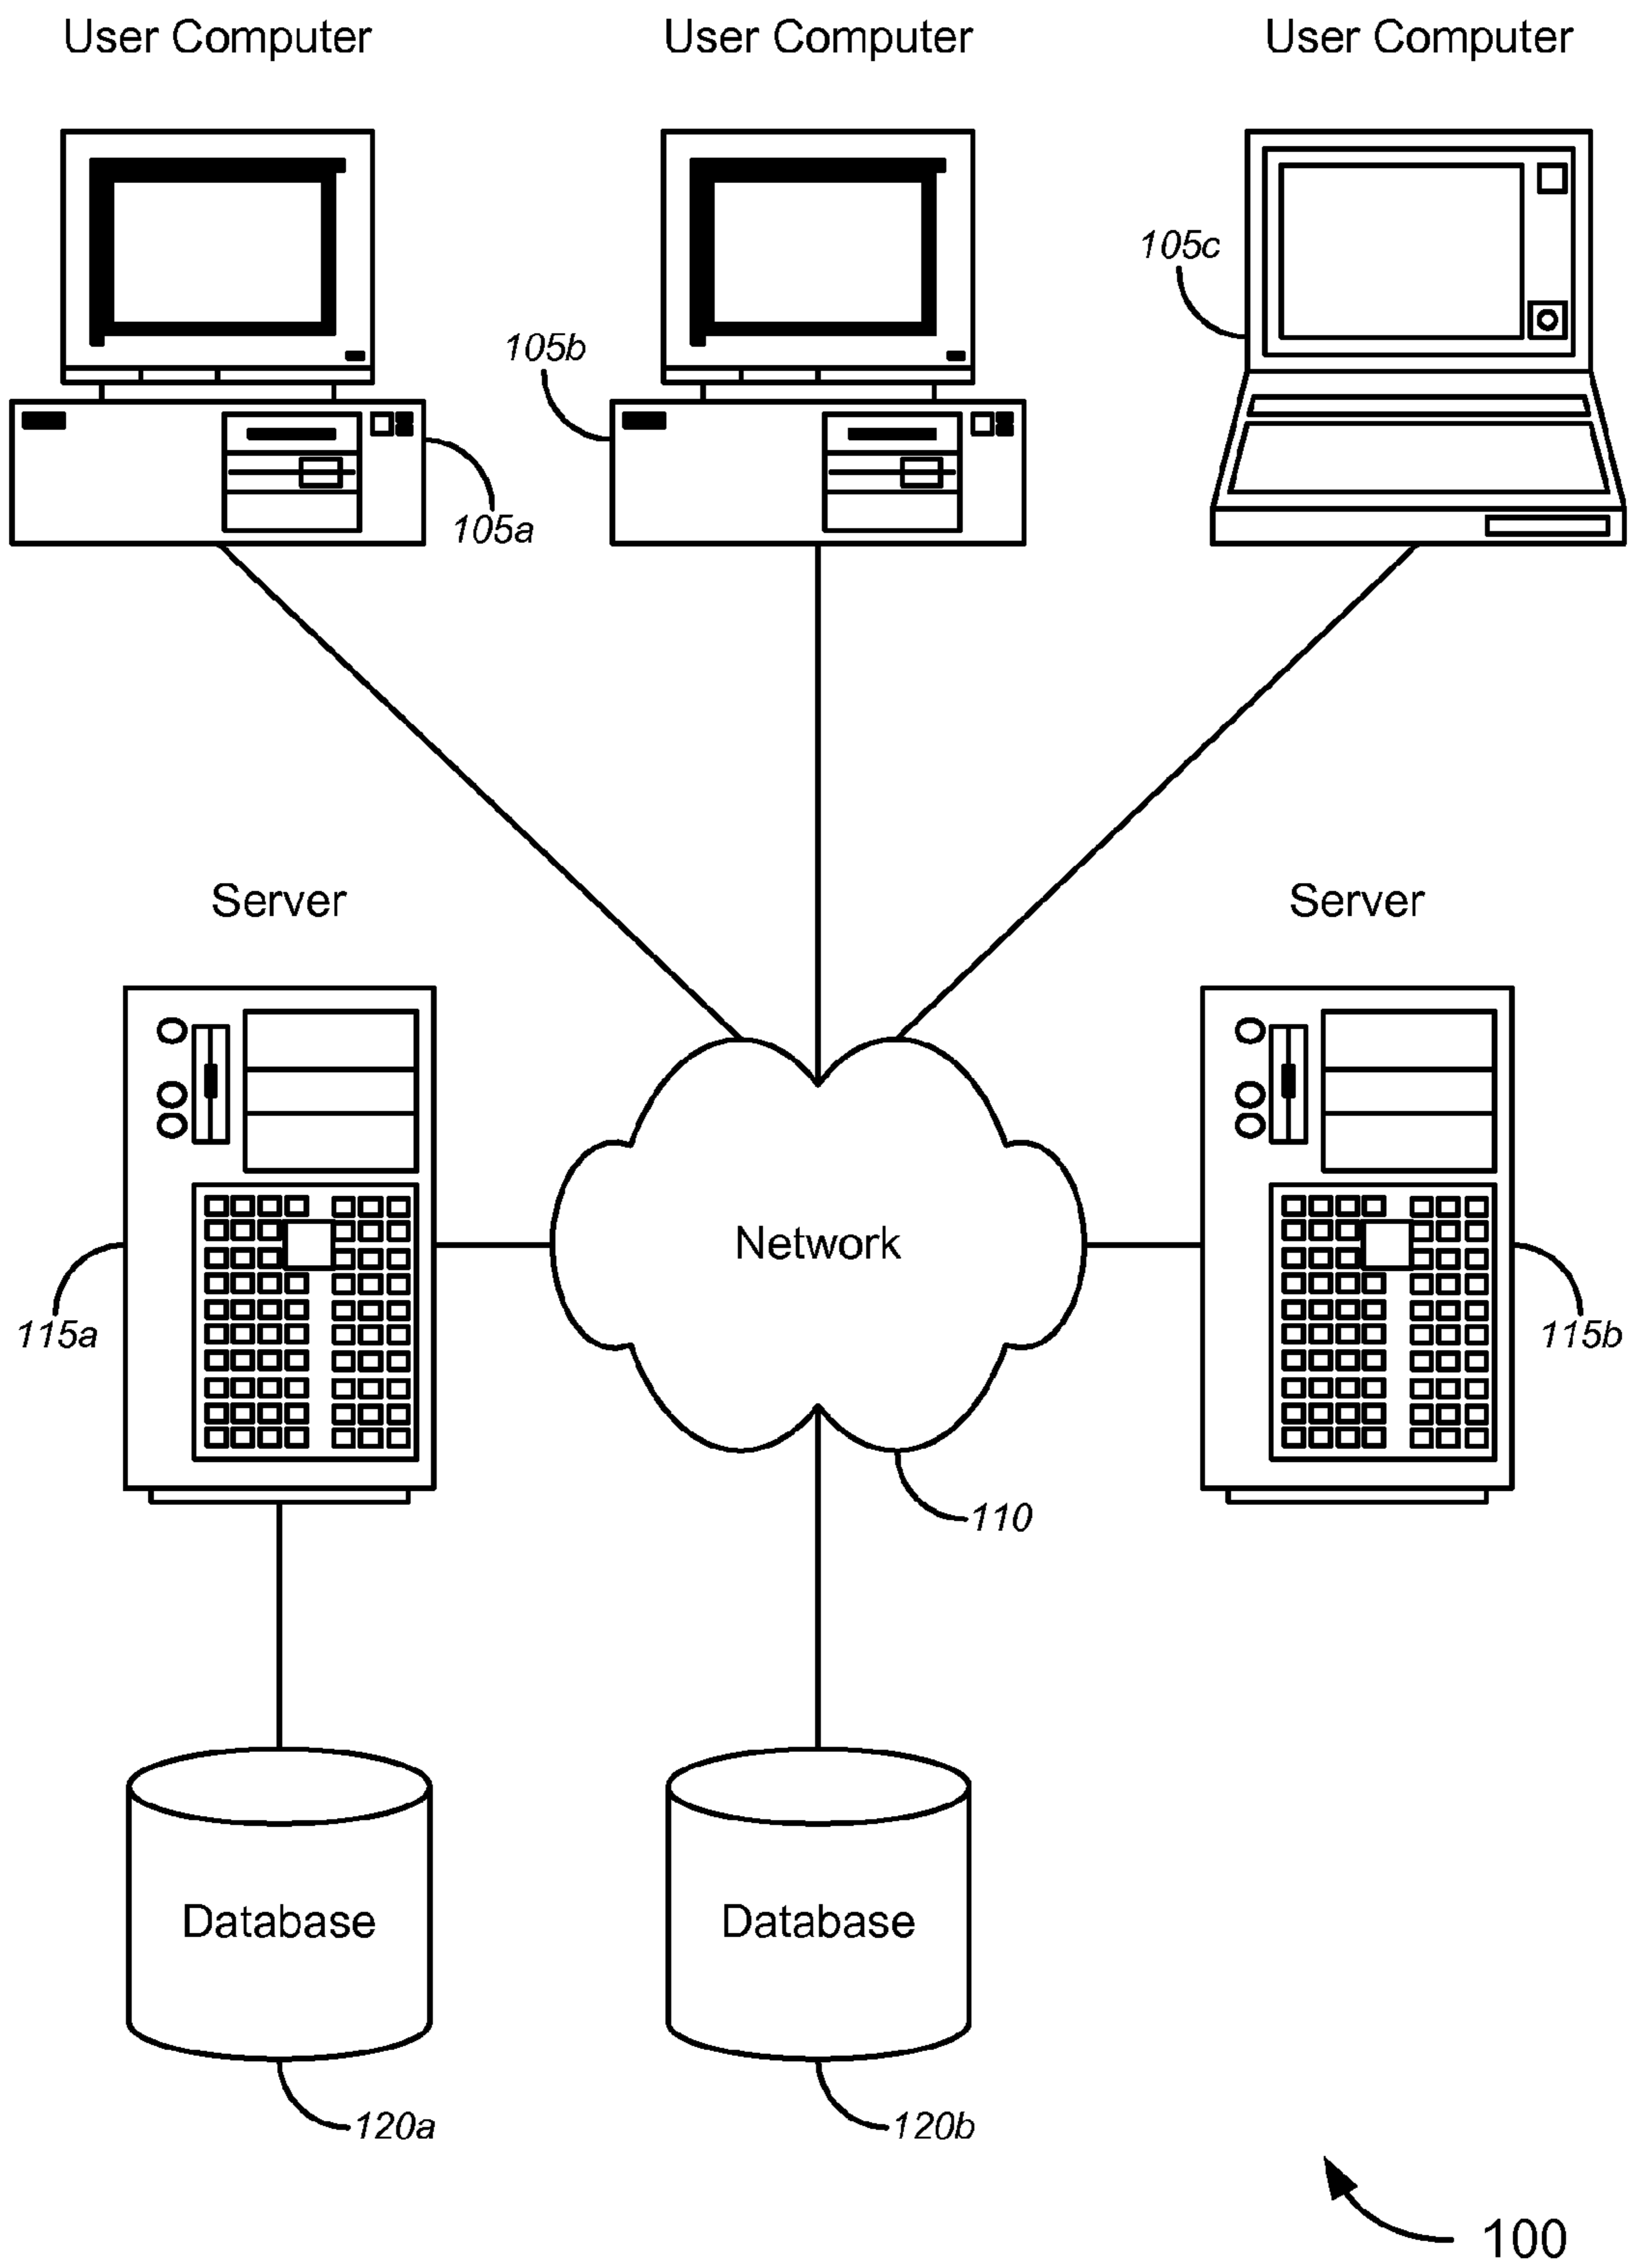 User Computer
User Computer
User Computer
105c
105b
105a
Server
Server
Network
115a
115b
110
Database
Database
120a
120b
100